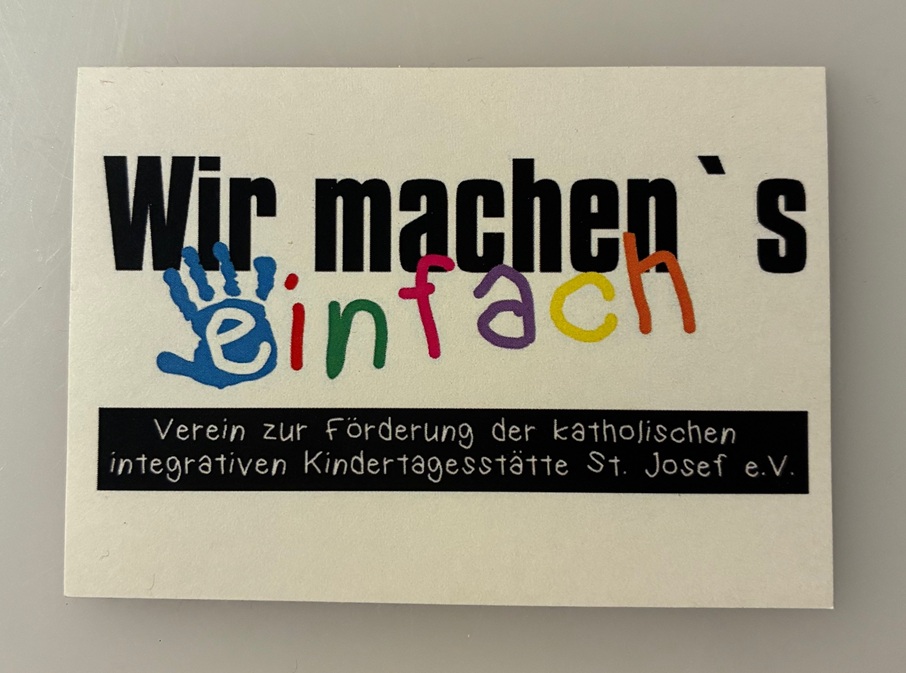 Wir machen`s
einfach
Verein zur Förderung der katholischen
integrativen Kindertagesstätte St. Josef e.V.